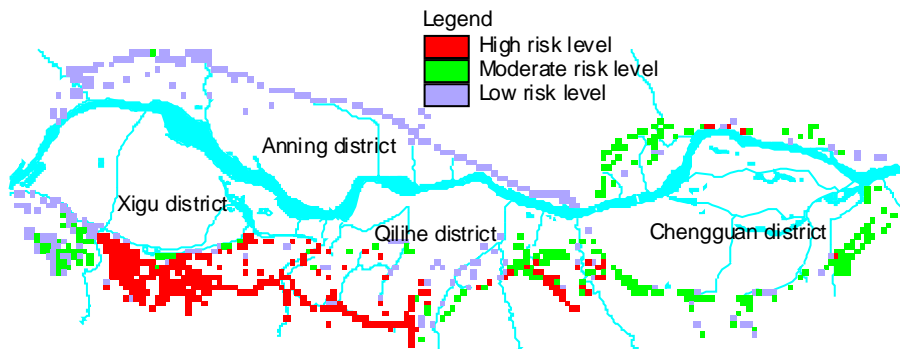 Legend
High risk level
Moderate risk level
Low risk level
Anning district
Xigu district
Qilihe district
Chengguan district